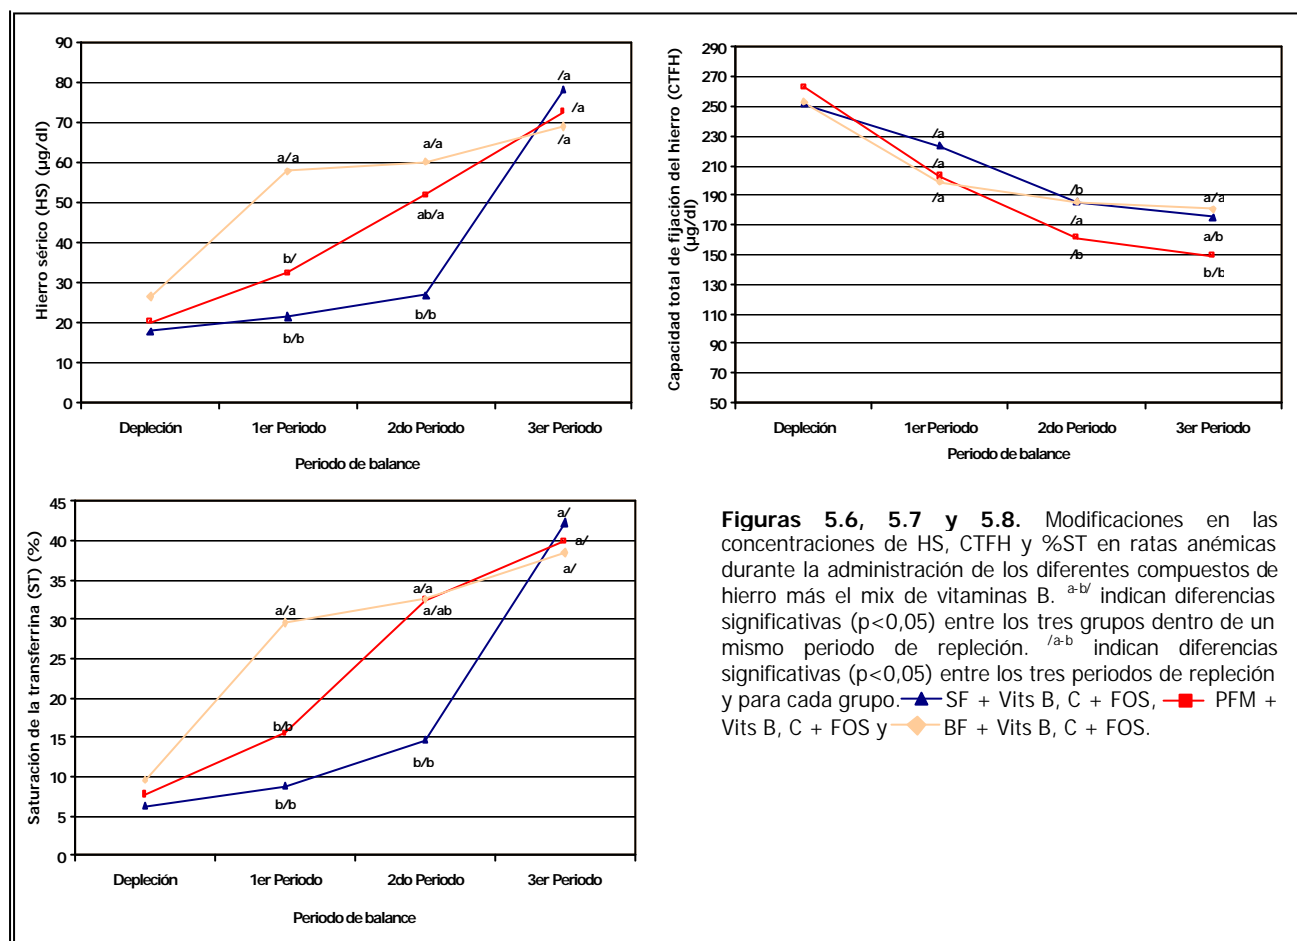 Hierro sérico (HS) (µg/dl)
90
80
70
60
50
40
30
20
10
0
/a
/a
/a
a/a
a/a
ab/a
b/
b/b
b/b
Depleción 1er Periodo 2do Periodo 3er Periodo
Periodo de balance
Capacidad total de fijación del hierro (CTFH)
(µg/dl)
290
270
250
230
210
190
170
150
130
110
90
70
50
/a
/a
/a
/b
/a
/b
a/a
a/b
b/b
Depleción 1er Periodo 2do Periodo 3er Periodo
Periodo de balance
Saturación de la transferrina (ST) (%)
45
40
35
30
25
20
15
10
5
0
a/
a/
a/
a/a
a/a
a/ab
b/b
b/b
b/b
Depleción 1er Periodo 2do Periodo 3er Periodo
Periodo de balance
Figuras 5.6, 5.7 y 5.8. Modificaciones en las
concentraciones de HS, CTFH y %ST en ratas anémicas
durante la administración de los diferentes compuestos de
hierro más el mix de vitaminas B. a-b/ indican diferencias
significativas (p<0,05) entre los tres grupos dentro de un
mismo periodo de repleción. /a-b indican diferencias
significativas (p<0,05) entre los tres periodos de repleción
y para cada grupo. SF + Vits B, C + FOS, PFM +
Vits B, C + FOS y BF + Vits B, C + FOS.